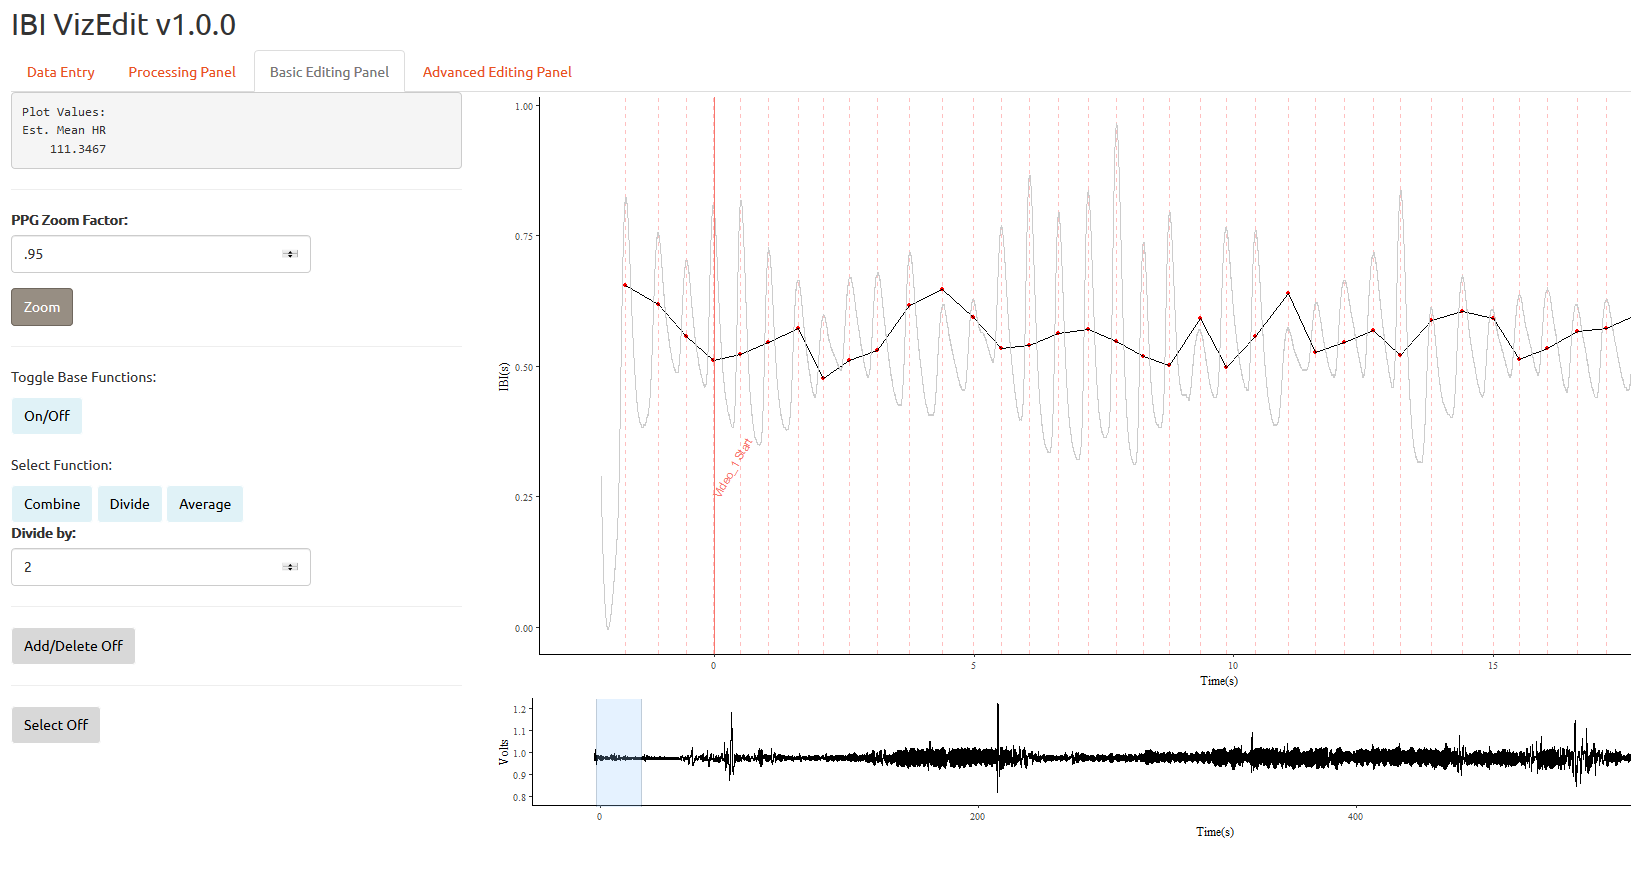 IBI VizEdit v1.0.0
Data Entry Processing Panel Basic Editing Panel Advanced Editing Panel
Plot Values:
Est. Mean HR
111.3467
PPG Zoom Factor:
.95
Zoom
Toggle Base Functions:
On/Off
Select Function:
Combine Divide Average
Divide by:
2
Add/Delete Off
Select Off
1.00
0.75
0.50
0.25
0.00
IBI(s)
Video_1 Start
0 5 10 15
Time(s)
1.2
1.1
1.0
0.9
0.8
Volts
0 200 400
Time(s)